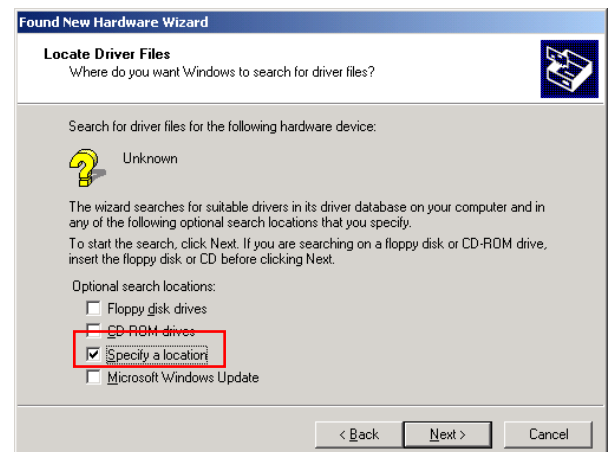 Found New Hardware Wizard
Locate Driver Files
Where do you want Windows to search for driver files?
Search for driver files for the following hardware device:
Unknown
The wizard searches for suitable drivers in its driver database on your computer and in
any of the following optional search locations that you specify.
To start the search, click Next. If you are searching on a floppy disk or CD-ROM drive,
insert the floppy disk or CD before clicking Next.
Optional search locations:
Floppy disk drives
CD-ROM drives
Specify a location
Microsoft Windows Update
< Back Next > Cancel